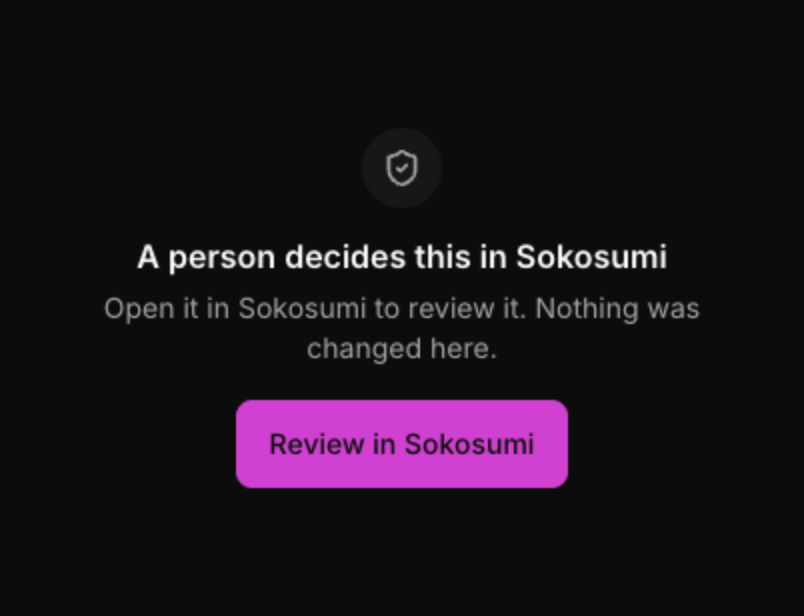 A person decides this in Sokosumi
Open it in Sokosumi to review it. Nothing was
changed here.
Review in Sokosumi